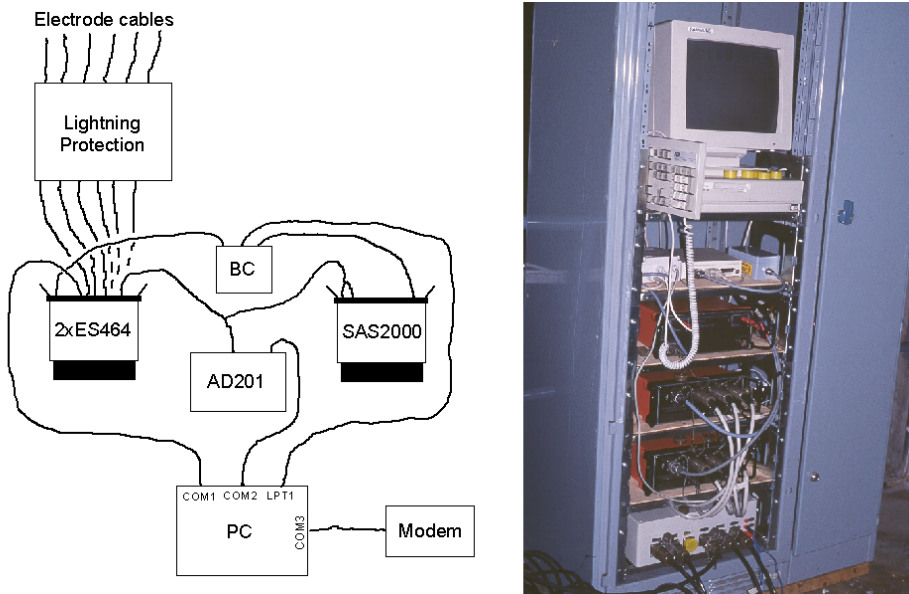 Electrode cables
Lightning
Protection
BC
2xES464
SAS2000
AD201
COM1 COM2 LPT1
COM3
PC
Modem